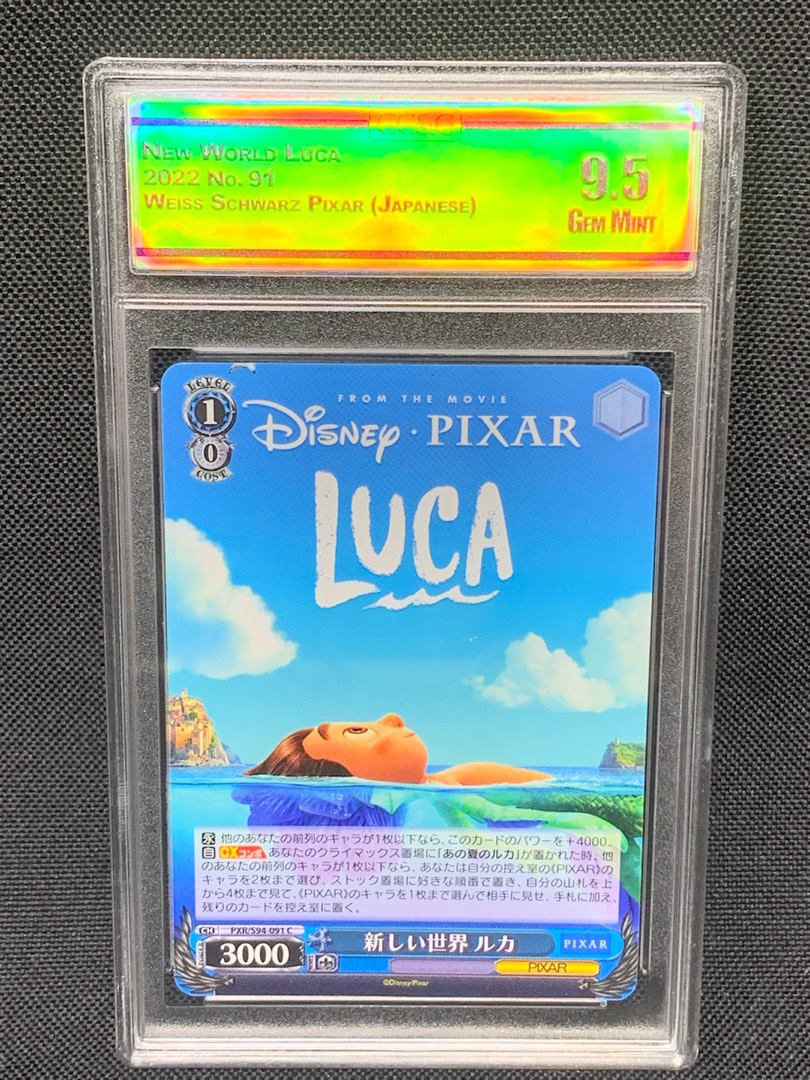 CCSC
NEW WORLD LUCA
2022 NO. 91
WEISS SCHWARZ PIXAR (JAPANESE)
9.5
GEM MINT
LEVEL
1
0
COST
FROM THE MOVIE
Disney · PIXAR
LUCA
永 他のあなたの前列のキャラが1枚以下なら、このカードのパワーを+4000。
自 CXコンボ あなたのクライマックス置場に「あの夏のルカ」が置かれた時、他
のあなたの前列のキャラが1枚以下なら、あなたは自分の控え室の《PIXAR》の
キャラを2枚まで選び、ストック置場に好きな順番で置き、自分の山札を上
から4枚まで見て、《PIXAR》のキャラを1枚まで選んで相手に見せ、手札に加え、
残りのカードを控え室に置く。
CH PXR/S94-091 C
POWER 3000
新しい世界 ルカ
PIXAR
PIXAR
©Disney/Pixar